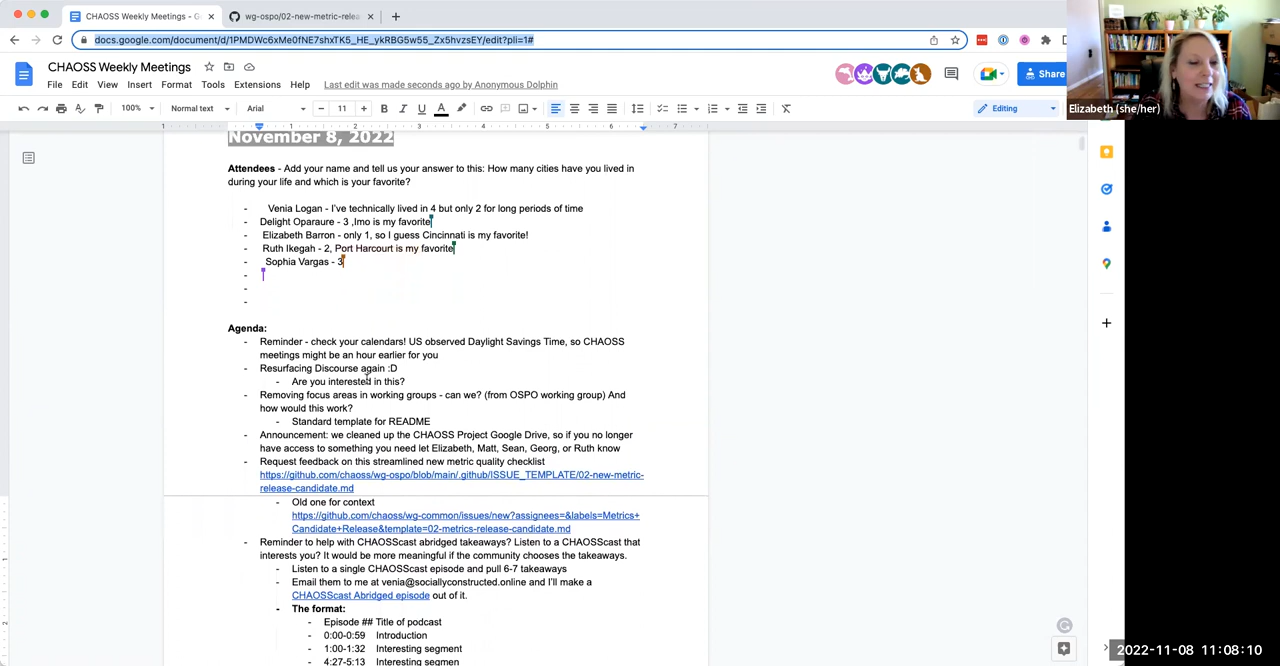 CHAOSS Weekly Meetings - G
wg-ospo/02-new-metric-relea
docs.google.com/document/d/1PMDWc6xMe0fNE7shxTK5_HE_ykRBG5w55_Zx5hvzsEY/edit?pli=1#
CHAOSS Weekly Meetings
File Edit View Insert Format Tools Extensions Help Last edit was made seconds ago by Anonymous Dolphin
Share
Elizabeth (she/her)
100% Normal text Arial 11 Editing
1 1 2 3 4 5 6 7
November 8, 2022
Attendees - Add your name and tell us your answer to this: How many cities have you lived in
during your life and which is your favorite?
- Venia Logan - I've technically lived in 4 but only 2 for long periods of time
- Delight Oparaure - 3 ,Imo is my favorite
- Elizabeth Barron - only 1, so I guess Cincinnati is my favorite!
- Ruth Ikegah - 2, Port Harcourt is my favorite
- Sophia Vargas - 3
-
-
-
Agenda:
- Reminder - check your calendars! US observed Daylight Savings Time, so CHAOSS
meetings might be an hour earlier for you
- Resurfacing Discourse again :D
- Are you interested in this?
- Removing focus areas in working groups - can we? (from OSPO working group) And
how would this work?
- Standard template for README
- Announcement: we cleaned up the CHAOSS Project Google Drive, so if you no longer
have access to something you need let Elizabeth, Matt, Sean, Georg, or Ruth know
- Request feedback on this streamlined new metric quality checklist
https://github.com/chaoss/wg-ospo/blob/main/.github/ISSUE_TEMPLATE/02-new-metric-
release-candidate.md
- Old one for context
https://github.com/chaoss/wg-common/issues/new?assignees=&labels=Metrics+
Candidate+Release&template=02-metrics-release-candidate.md
- Reminder to help with CHAOSScast abridged takeaways? Listen to a CHAOSScast that
interests you? It would be more meaningful if the community chooses the takeaways.
- Listen to a single CHAOSScast episode and pull 6-7 takeaways
- Email them to me at venia@sociallyconstructed.online and I'll make a
CHAOSScast Abridged episode out of it.
- The format:
- Episode ## Title of podcast
- 0:00-0:59 Introduction
- 1:00-1:32 Interesting segment
- 4:27-5:13 Interesting segmen
2022-11-08 11:08:10